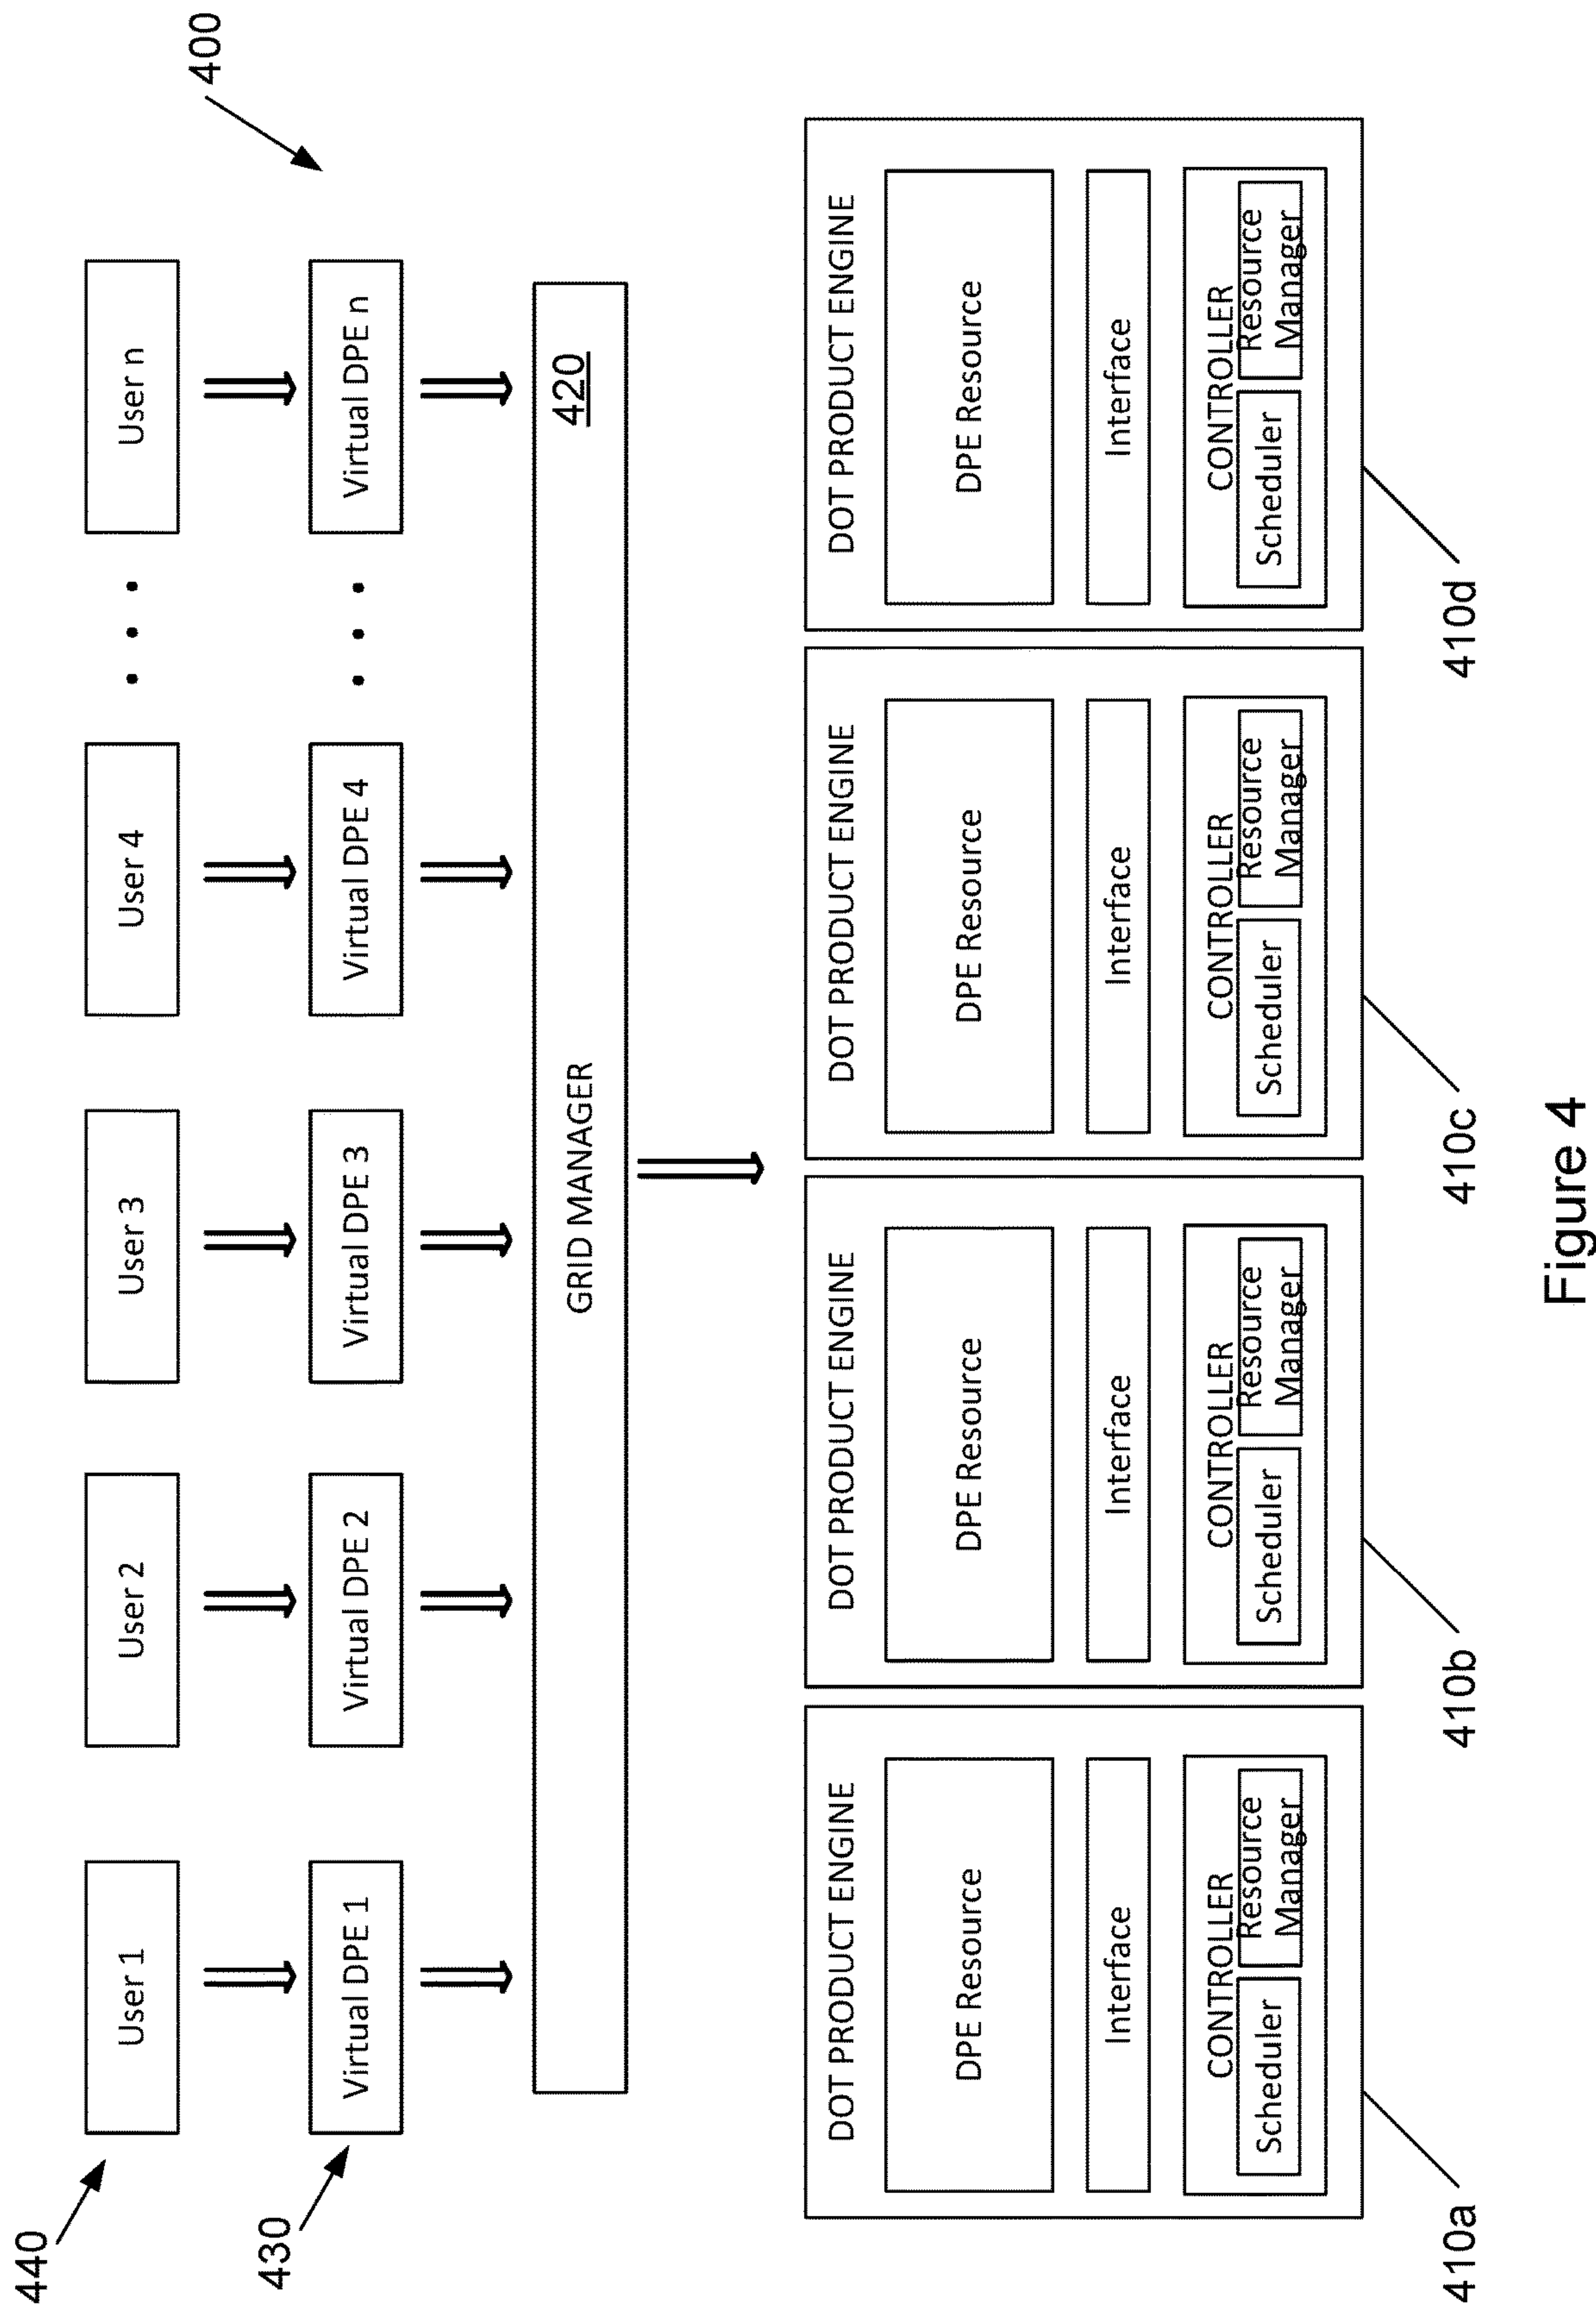 400
440
User 1
User 2
User 3
User 4
• • •
User n
430
Virtual DPE 1
Virtual DPE 2
Virtual DPE 3
Virtual DPE 4
• • •
Virtual DPE n
GRID MANAGER
420
DOT PRODUCT ENGINE
DPE Resource
Interface
CONTROLLER
Scheduler
Resource
Manager
410a
DOT PRODUCT ENGINE
DPE Resource
Interface
CONTROLLER
Scheduler
Resource
Manager
410b
DOT PRODUCT ENGINE
DPE Resource
Interface
CONTROLLER
Scheduler
Resource
Manager
410c
DOT PRODUCT ENGINE
DPE Resource
Interface
CONTROLLER
Scheduler
Resource
Manager
410d
Figure 4